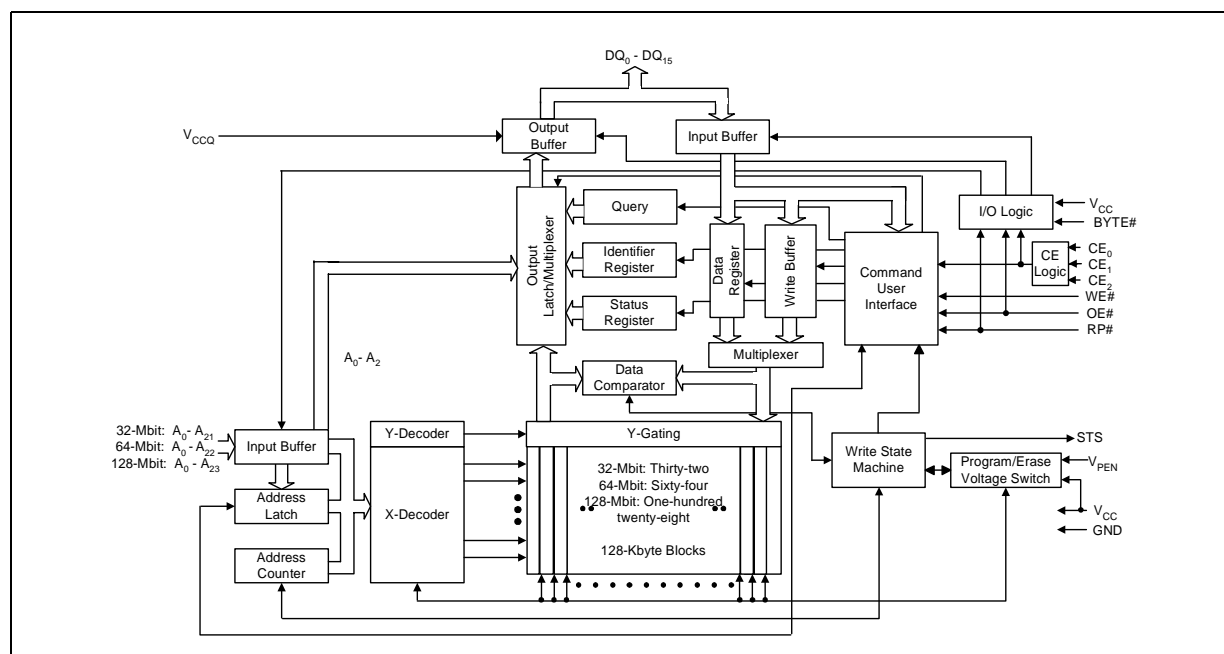 DQ0 - DQ15
VCCQ
Output
Buffer
Input Buffer
Output
Latch/Multiplexer
Query
Identifier
Register
Status
Register
Data
Register
Write Buffer
Command
User
Interface
I/O Logic
VCC
BYTE#
CE
Logic
CE0
CE1
CE2
WE#
OE#
RP#
Multiplexer
Data
Comparator
A0- A2
32-Mbit: A0- A21
64-Mbit: A0 - A22
128-Mbit: A0 - A23
Input Buffer
Y-Decoder
Y-Gating
Address
Latch
X-Decoder
32-Mbit: Thirty-two
64-Mbit: Sixty-four
128-Mbit: One-hundred
twenty-eight
128-Kbyte Blocks
Address
Counter
Write State
Machine
STS
Program/Erase
Voltage Switch
VPEN
VCC
GND